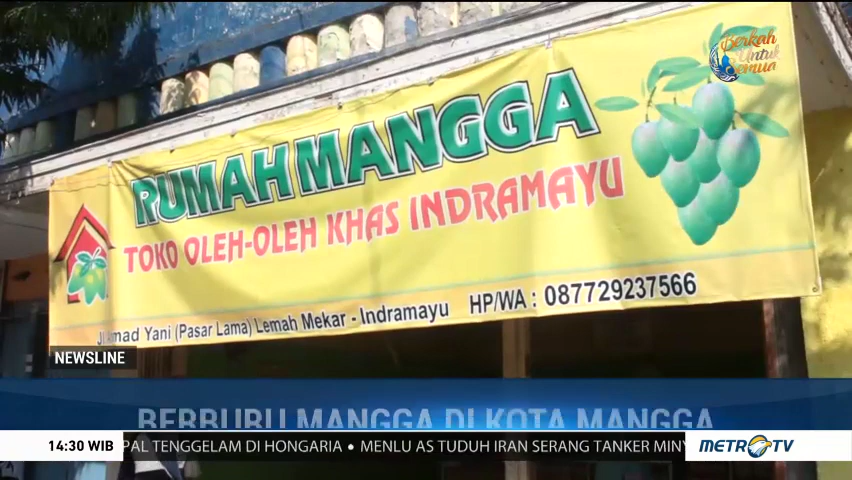 Berkah
Untuk
Semua
RUMAH MANGGA
TOKO OLEH-OLEH KHAS INDRAMAYU
Jl Ahmad Yani (Pasar Lama) Lemah Mekar - Indramayu HP/WA : 087729237566
NEWSLINE
BERBURU MANGGA DI KOTA MANGGA
14:30 WIB
PAL TENGGELAM DI HONGARIA • MENLU AS TUDUH IRAN SERANG TANKER MINY
METRO TV